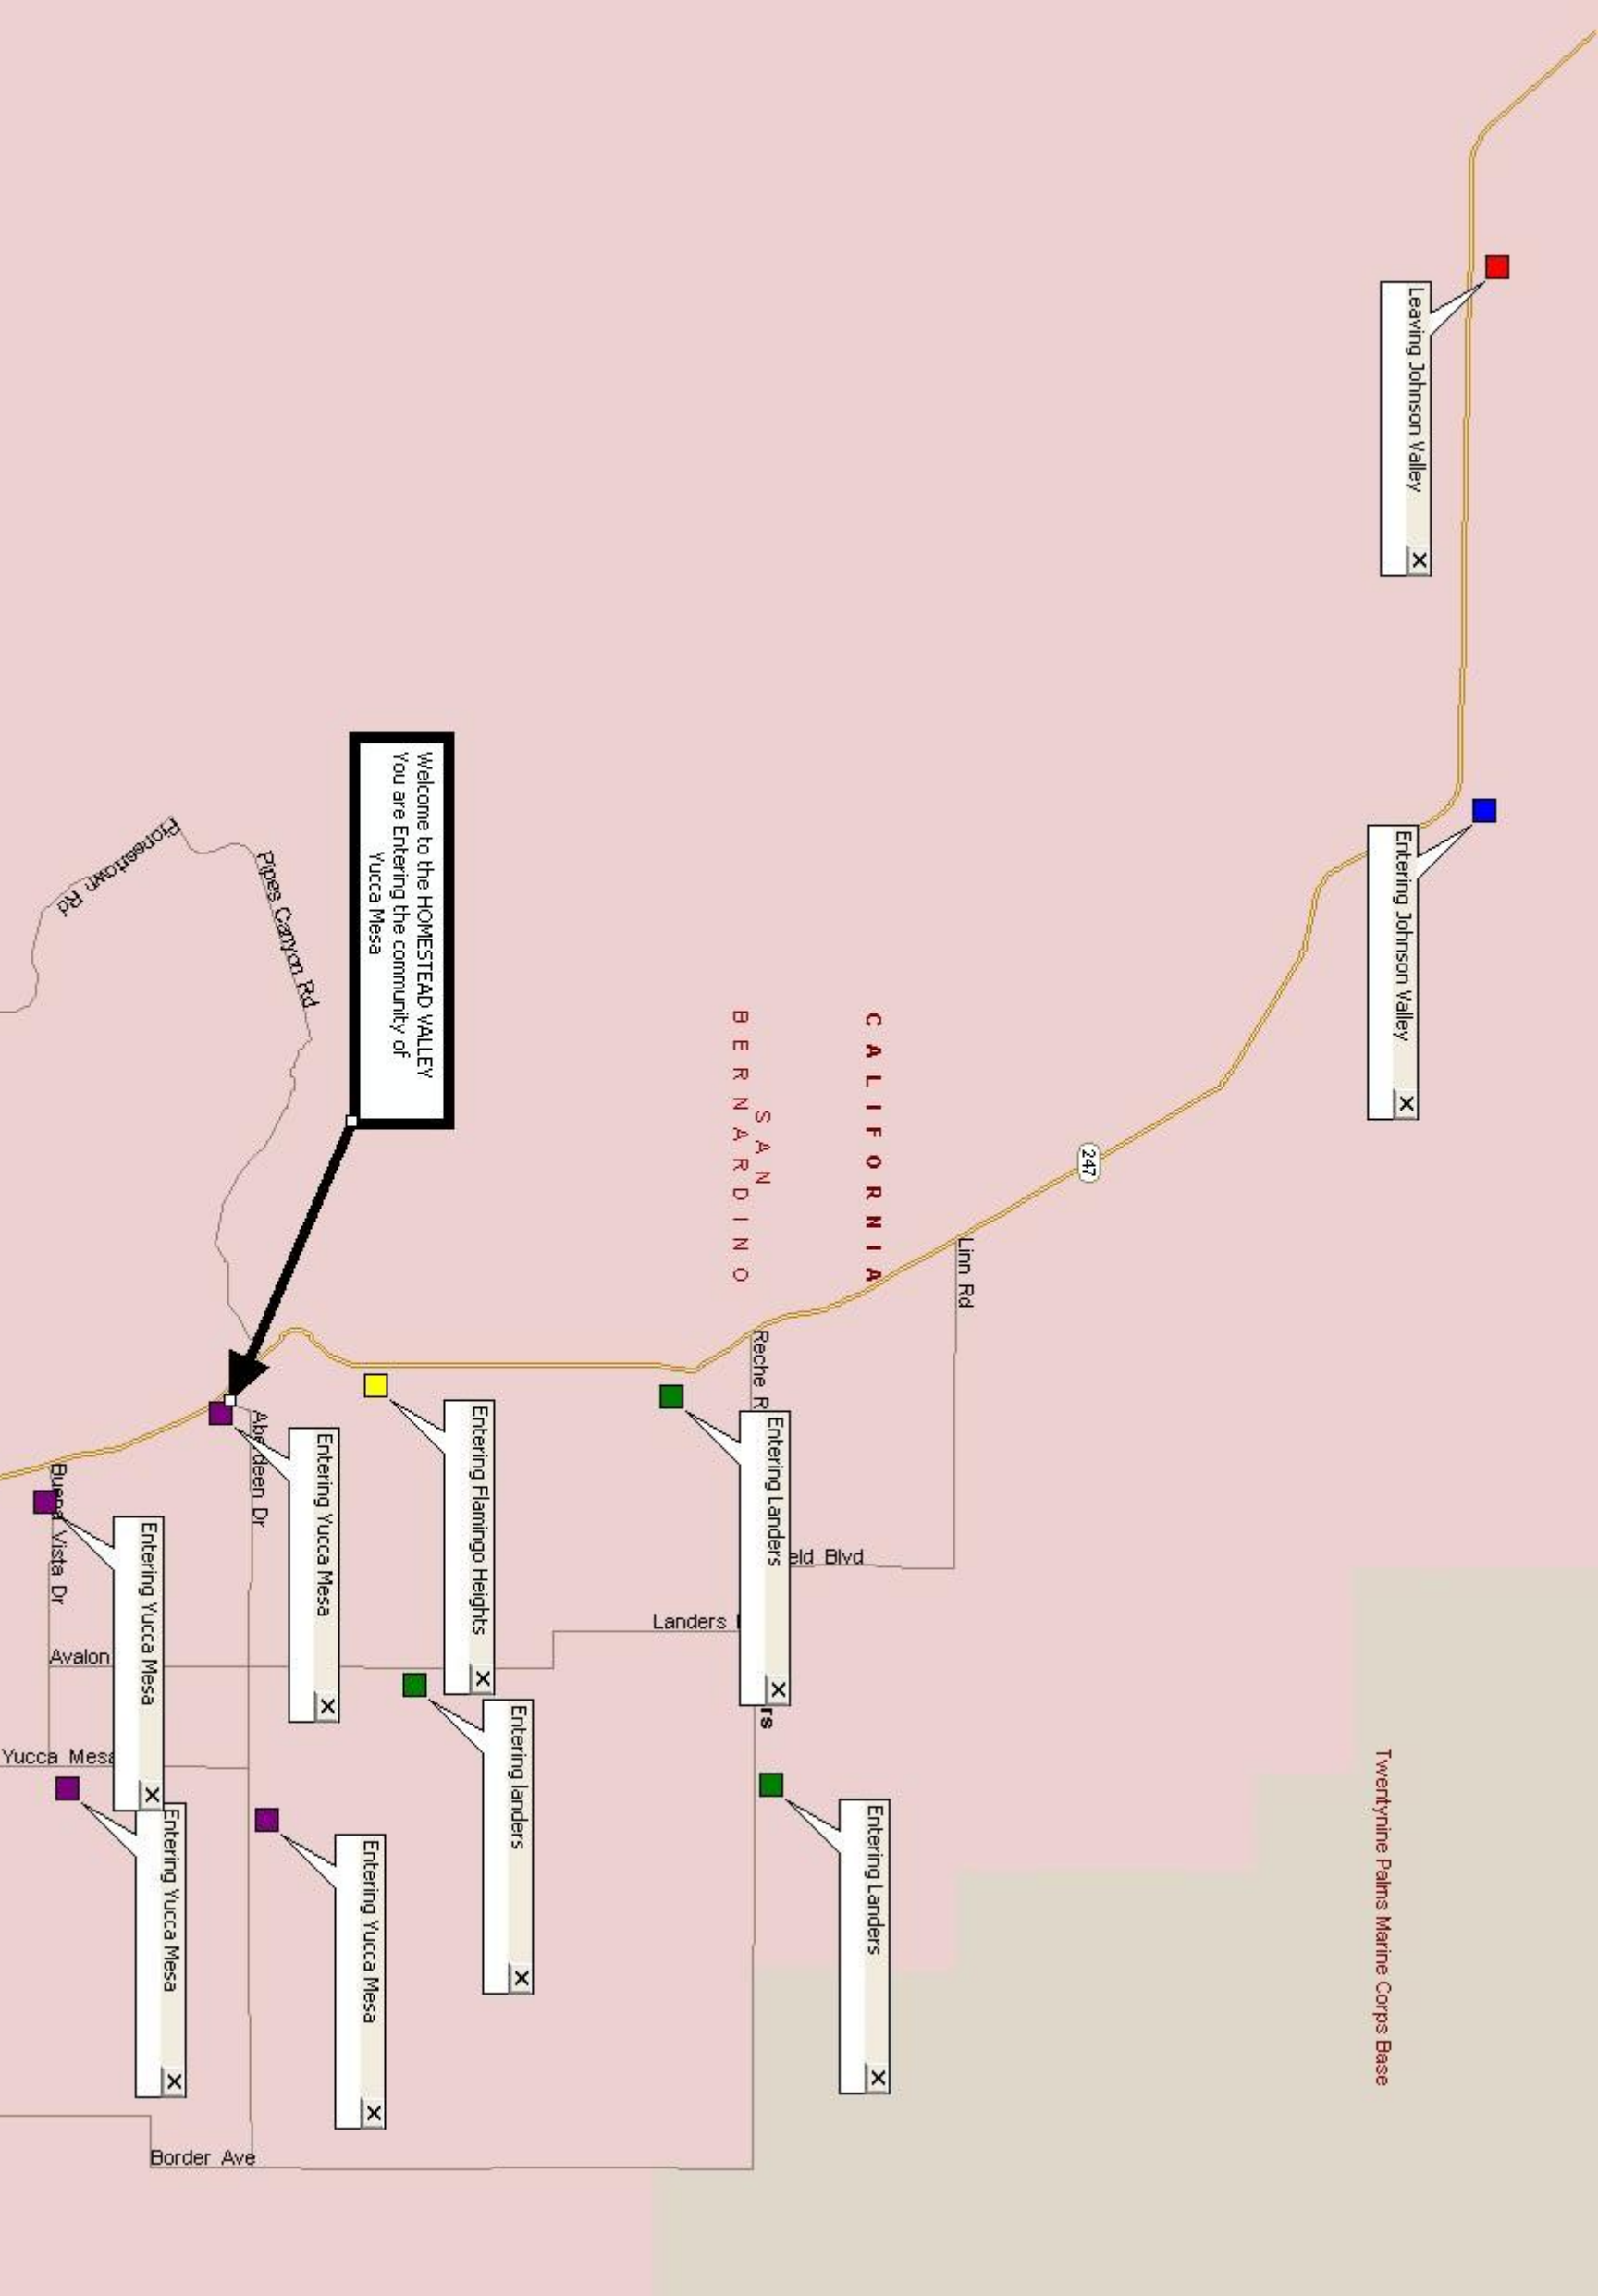 Leaving Johnson Valley
Entering Johnson Valley
Twentynine Palms Marine Corps Base
247
Linn Rd
CALIFORNIA
Entering Landers
eld Blvd
SAN
BERNARDINO
Reche R
Entering Landers
rs
Landers
Entering landers
Entering Flamingo Heights
Welcome to the HOMESTEAD VALLEY
You are Entering the community of
Yucca Mesa
Entering Yucca Mesa
Entering Yucca Mesa
Pipes Canyon Rd
Aberdeen Dr
Border Ave
Entering Yucca Mesa
Entering Yucca Mesa
Pioneertown Rd
Buena Vista Dr
Avalon
Yucca Mesa